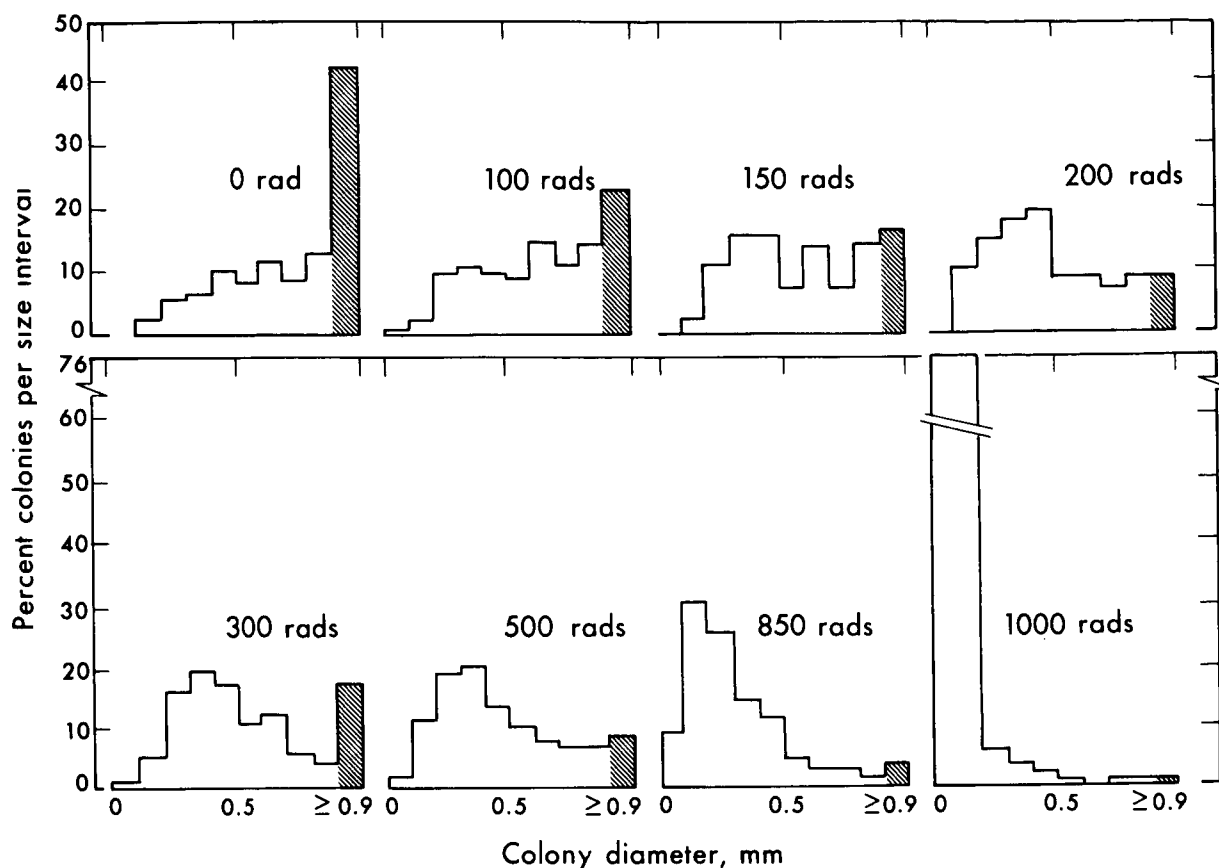 Percent colonies per size interval
50
40
30
20
10
0
0 rad
100 rads
150 rads
200 rads
76
60
50
40
30
20
10
0
300 rads
500 rads
850 rads
1000 rads
0 0.5 ≥0.9
0 0.5 ≥0.9
0 0.5 ≥0.9
0 0.5 ≥0.9
Colony diameter, mm